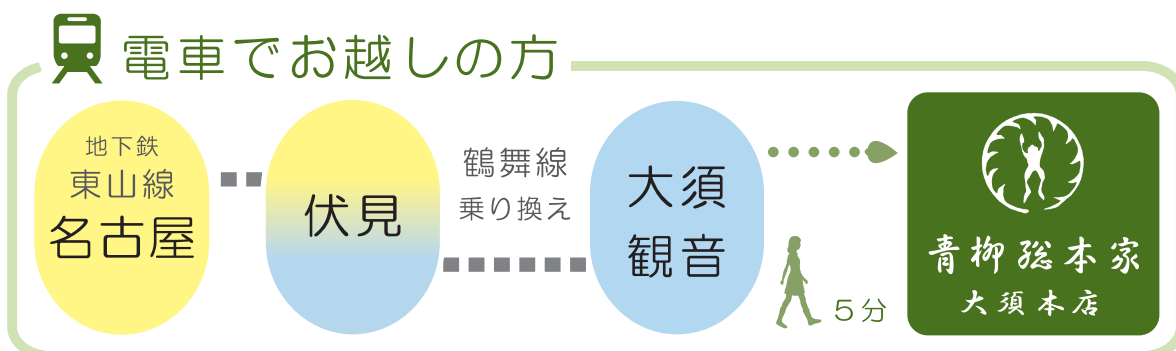 電車でお越しの方
地下鉄
東山線
名古屋
伏見
鶴舞線
乗り換え
大須
観音
5分
青柳総本家
大須本店